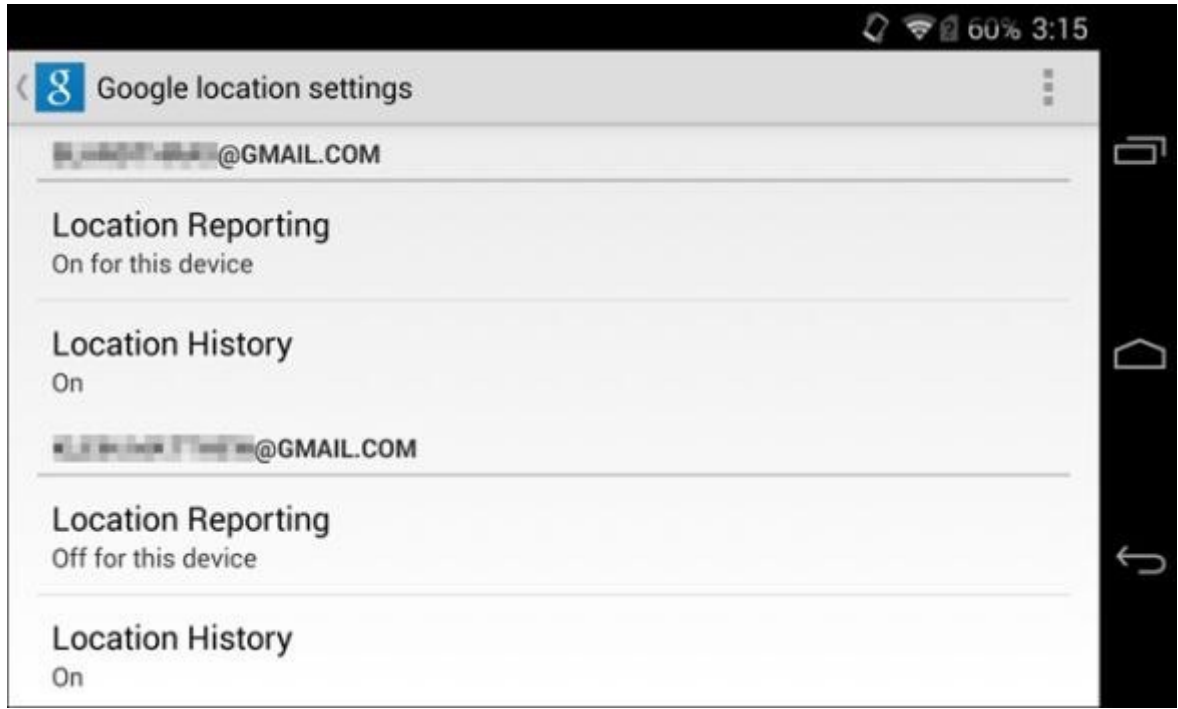 60% 3:15
g Google location settings
@GMAIL.COM
Location Reporting
On for this device
Location History
On
@GMAIL.COM
Location Reporting
Off for this device
Location History
On